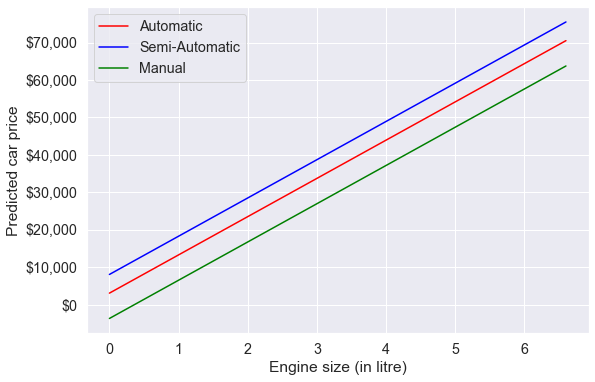 Automatic
Semi-Automatic
Manual
$70,000
$60,000
$50,000
$40,000
$30,000
$20,000
$10,000
$0
Predicted car price
0 1 2 3 4 5 6
Engine size (in litre)